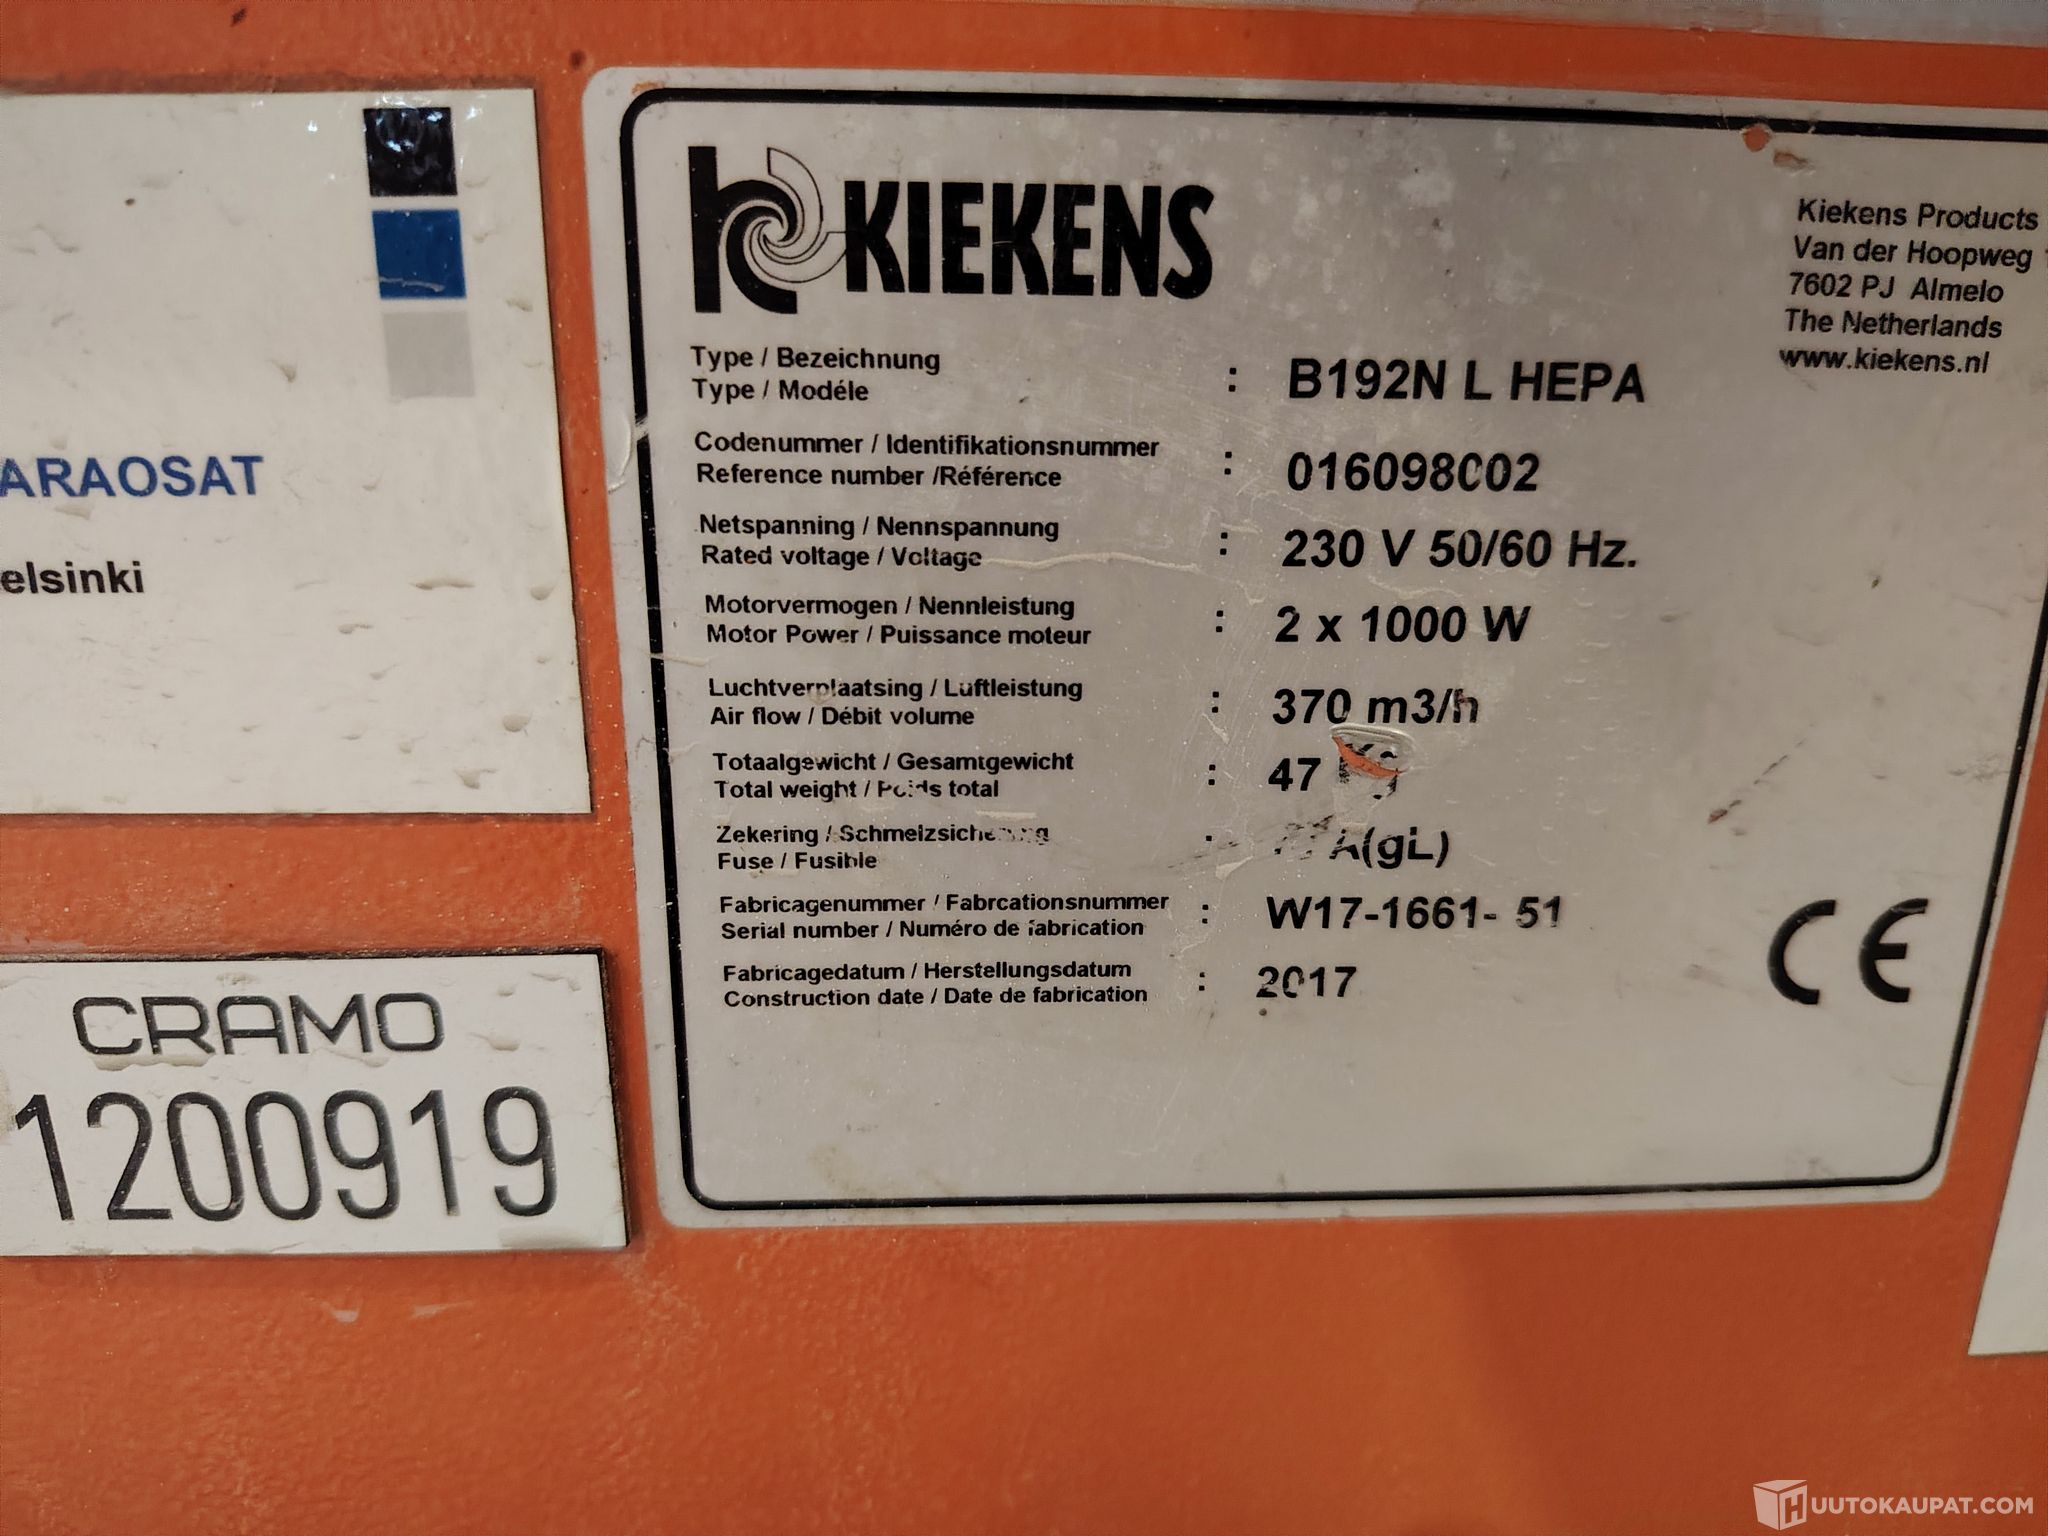 ARAOSAT
elsinki
CRAMO
1200919
KIEKENS
Kiekens Products
Van der Hoopweg
7602 PJ Almelo
The Netherlands
www.kiekens.nl
Type / Bezeichnung
Type / Modéle : B192N L HEPA
Codenummer / Identifikationsnummer
Reference number /Référence : 016098002
Netspanning / Nennspannung
Rated voltage / Voltage : 230 V 50/60 Hz.
Motorvermogen / Nennleistung
Motor Power / Puissance moteur : 2 x 1000 W
Luchtverplaatsing / Luftleistung
Air flow / Débit volume : 370 m3/h
Totaalgewicht / Gesamtgewicht
Total weight / Poids total : 47
Zekering / Schmelzsicherung
Fuse / Fusible : A(gL)
Fabricagenummer / Fabrcationsnummer
Serial number / Numéro de fabrication : W17-1661- 51
Fabricagedatum / Herstellungsdatum
Construction date / Date de fabrication : 2017
CE
HUUTOKAUPAT.COM